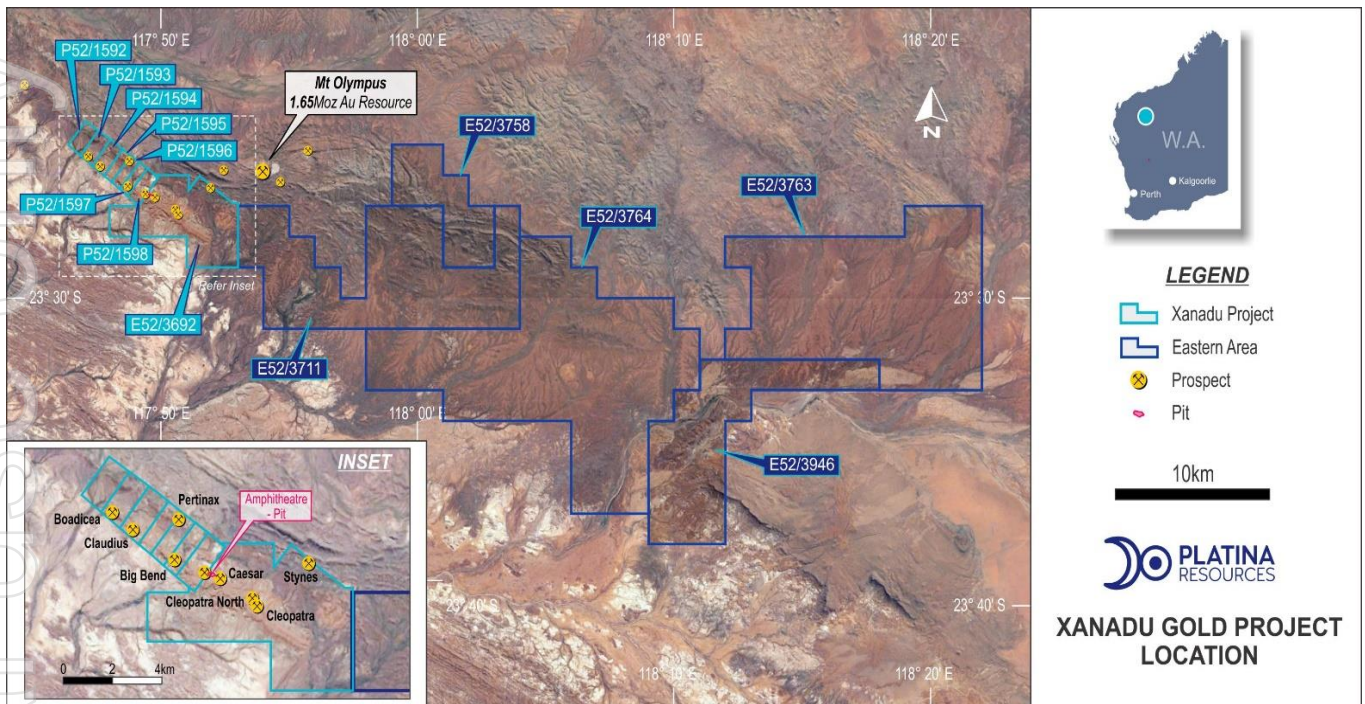 117° 50' E
118° 00' E
118° 10' E
118° 20' E
P52/1592
P52/1593
P52/1594
P52/1595
P52/1596
Mt Olympus
1.65Moz Au Resource
E52/3758
N
E52/3763
E52/3764
P52/1597
P52/1598
Refer Inset
23° 30' S
23° 30' S
E52/3692
E52/3711
117° 50' E
118° 00' E
E52/3946
23° 40' S
23° 40' S
118° 10' E
118° 20' E
INSET
Pertinax
Amphitheatre
- Pit
Boadicea
Claudius
Big Bend
Caesar
Stynes
Cleopatra North
Cleopatra
0 2 4km
W.A.
Kalgoorlie
Perth
LEGEND
Xanadu Project
Eastern Area
Prospect
Pit
10km
PLATINA
RESOURCES
XANADU GOLD PROJECT
LOCATION